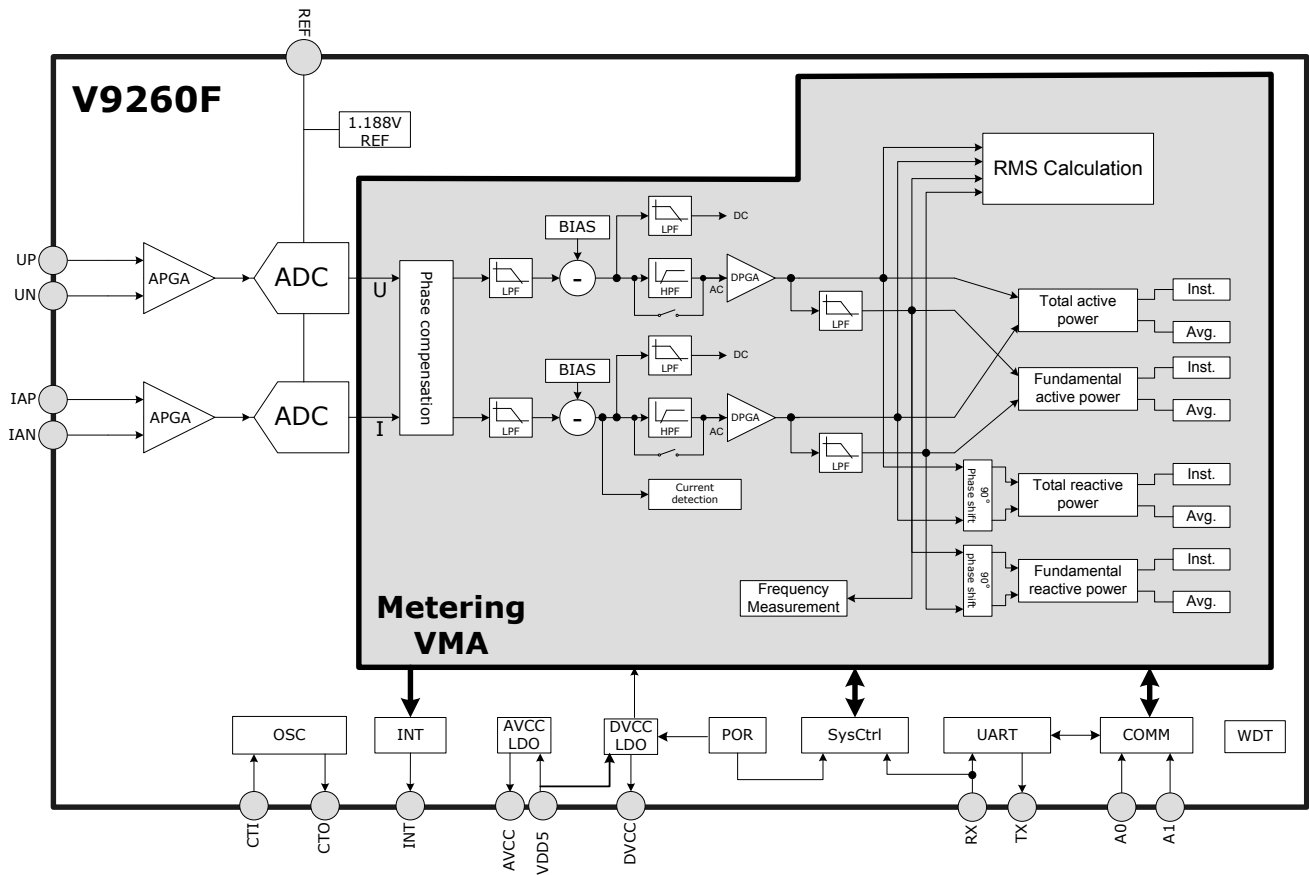 REF
V9260F
1.188V
REF
RMS Calculation
UP
UN
APGA
ADC
U
Phase compensation
LPF
BIAS
-
LPF
DC
HPF
AC
DPGA
LPF
Total active
power
Inst.
Avg.
IAP
IAN
APGA
ADC
I
LPF
BIAS
-
LPF
DC
HPF
AC
DPGA
LPF
Fundamental
active power
Inst.
Avg.
Current
detection
90°
Phase shift
Total reactive
power
Inst.
Avg.
90°
phase shift
Fundamental
reactive power
Inst.
Avg.
Frequency
Measurement
Metering
VMA
OSC
INT
AVCC
LDO
DVCC
LDO
POR
SysCtrl
UART
COMM
WDT
CTI
CTO
INT
AVCC
VDD5
DVCC
RX
TX
A0
A1